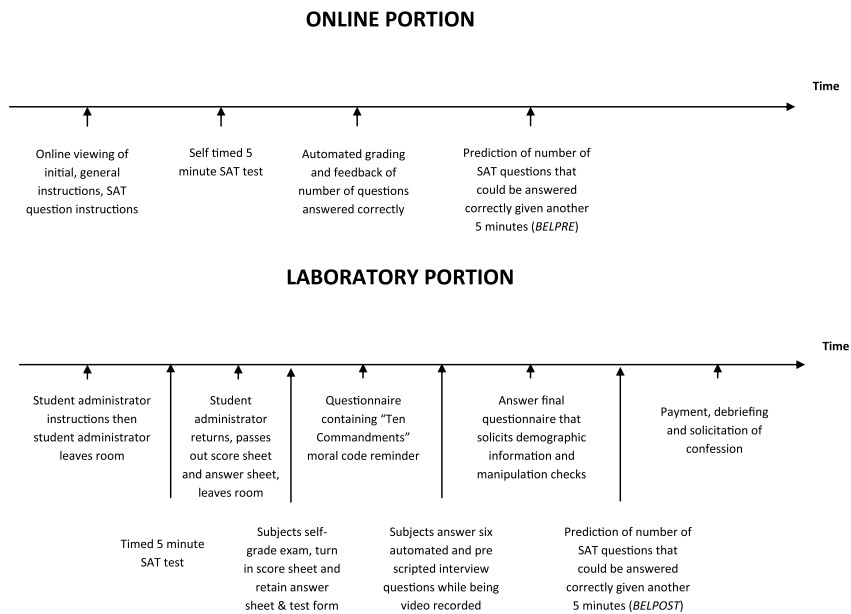 ONLINE PORTION
Time
Online viewing of
initial, general
instructions, SAT
question instructions
Self timed 5
minute SAT test
Automated grading
and feedback of
number of questions
answered correctly
Prediction of number of
SAT questions that
could be answered
correctly given another
5 minutes (BELPRE)
LABORATORY PORTION
Time
Student administrator
instructions then
student administrator
leaves room
Timed 5 minute
SAT test
Student
administrator
returns, passes
out score sheet
and answer sheet,
leaves room
Subjects self-
grade exam, turn
in score sheet and
retain answer
sheet & test form
Questionnaire
containing “Ten
Commandments”
moral code reminder
Subjects answer six
automated and pre
scripted interview
questions while being
video recorded
Answer final
questionnaire that
solicits demographic
information and
manipulation checks
Prediction of number of
SAT questions that
could be answered
correctly given another
5 minutes (BELPOST)
Payment, debriefing
and solicitation of
confession